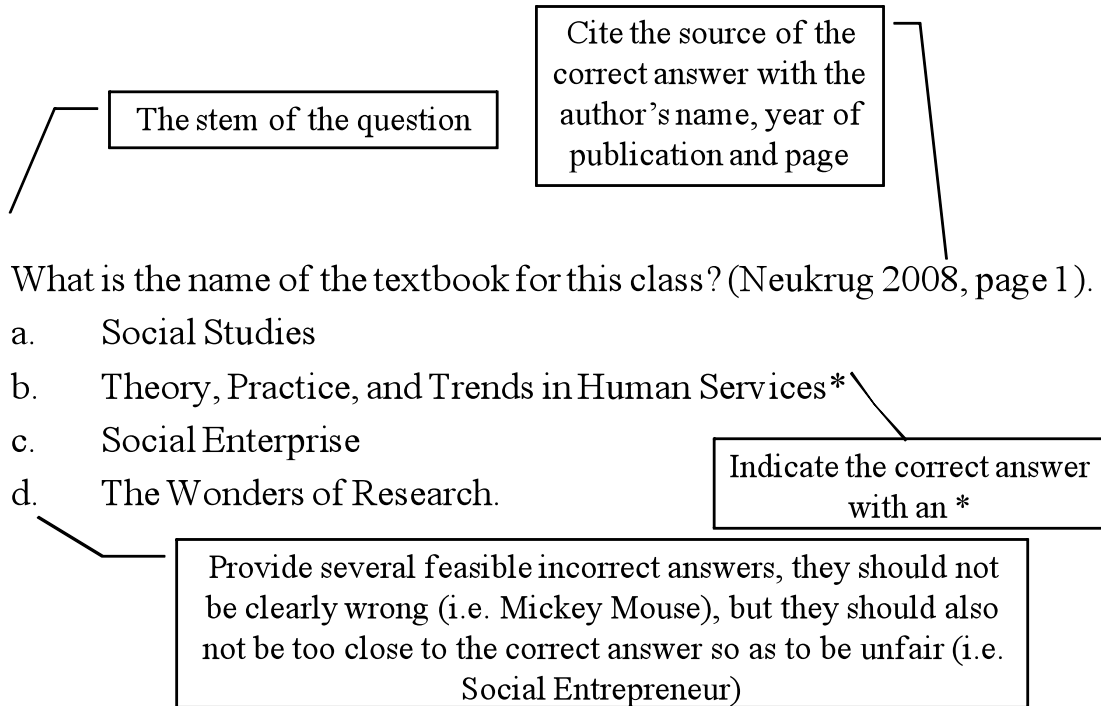 Cite the source of the
correct answer with the
author's name, year of
publication and page
The stem of the question
What is the name of the textbook for this class? (Neukrug 2008, page 1).
a. Social Studies
b. Theory, Practice, and Trends in Human Services*
c. Social Enterprise
d. The Wonders of Research.
Indicate the correct answer
with an *
Provide several feasible incorrect answers, they should not
be clearly wrong (i.e. Mickey Mouse), but they should also
not be too close to the correct answer so as to be unfair (i.e.
Social Entrepreneur)